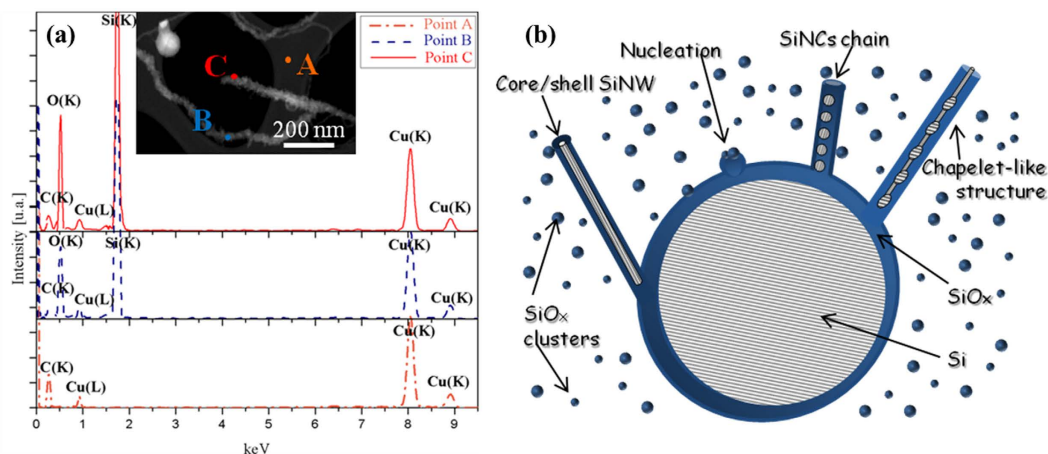 (a)
Point A
Point B
Point C
C
A
B
200 nm
Si(K)
O(K)
C(K)
Cu(L)
Cu(K)
Cu(K)
O(K)
Si(K)
C(K)
Cu(L)
Cu(K)
Cu(K)
C(K)
Cu(L)
Cu(K)
Cu(K)
Intensity [u.a.]
0 1 2 3 4 5 6 7 8 9
keV
(b)
SiNCs chain
Nucleation
Core/shell SiNW
Chapelet-like
structure
SiOx
SiOx
clusters
Si